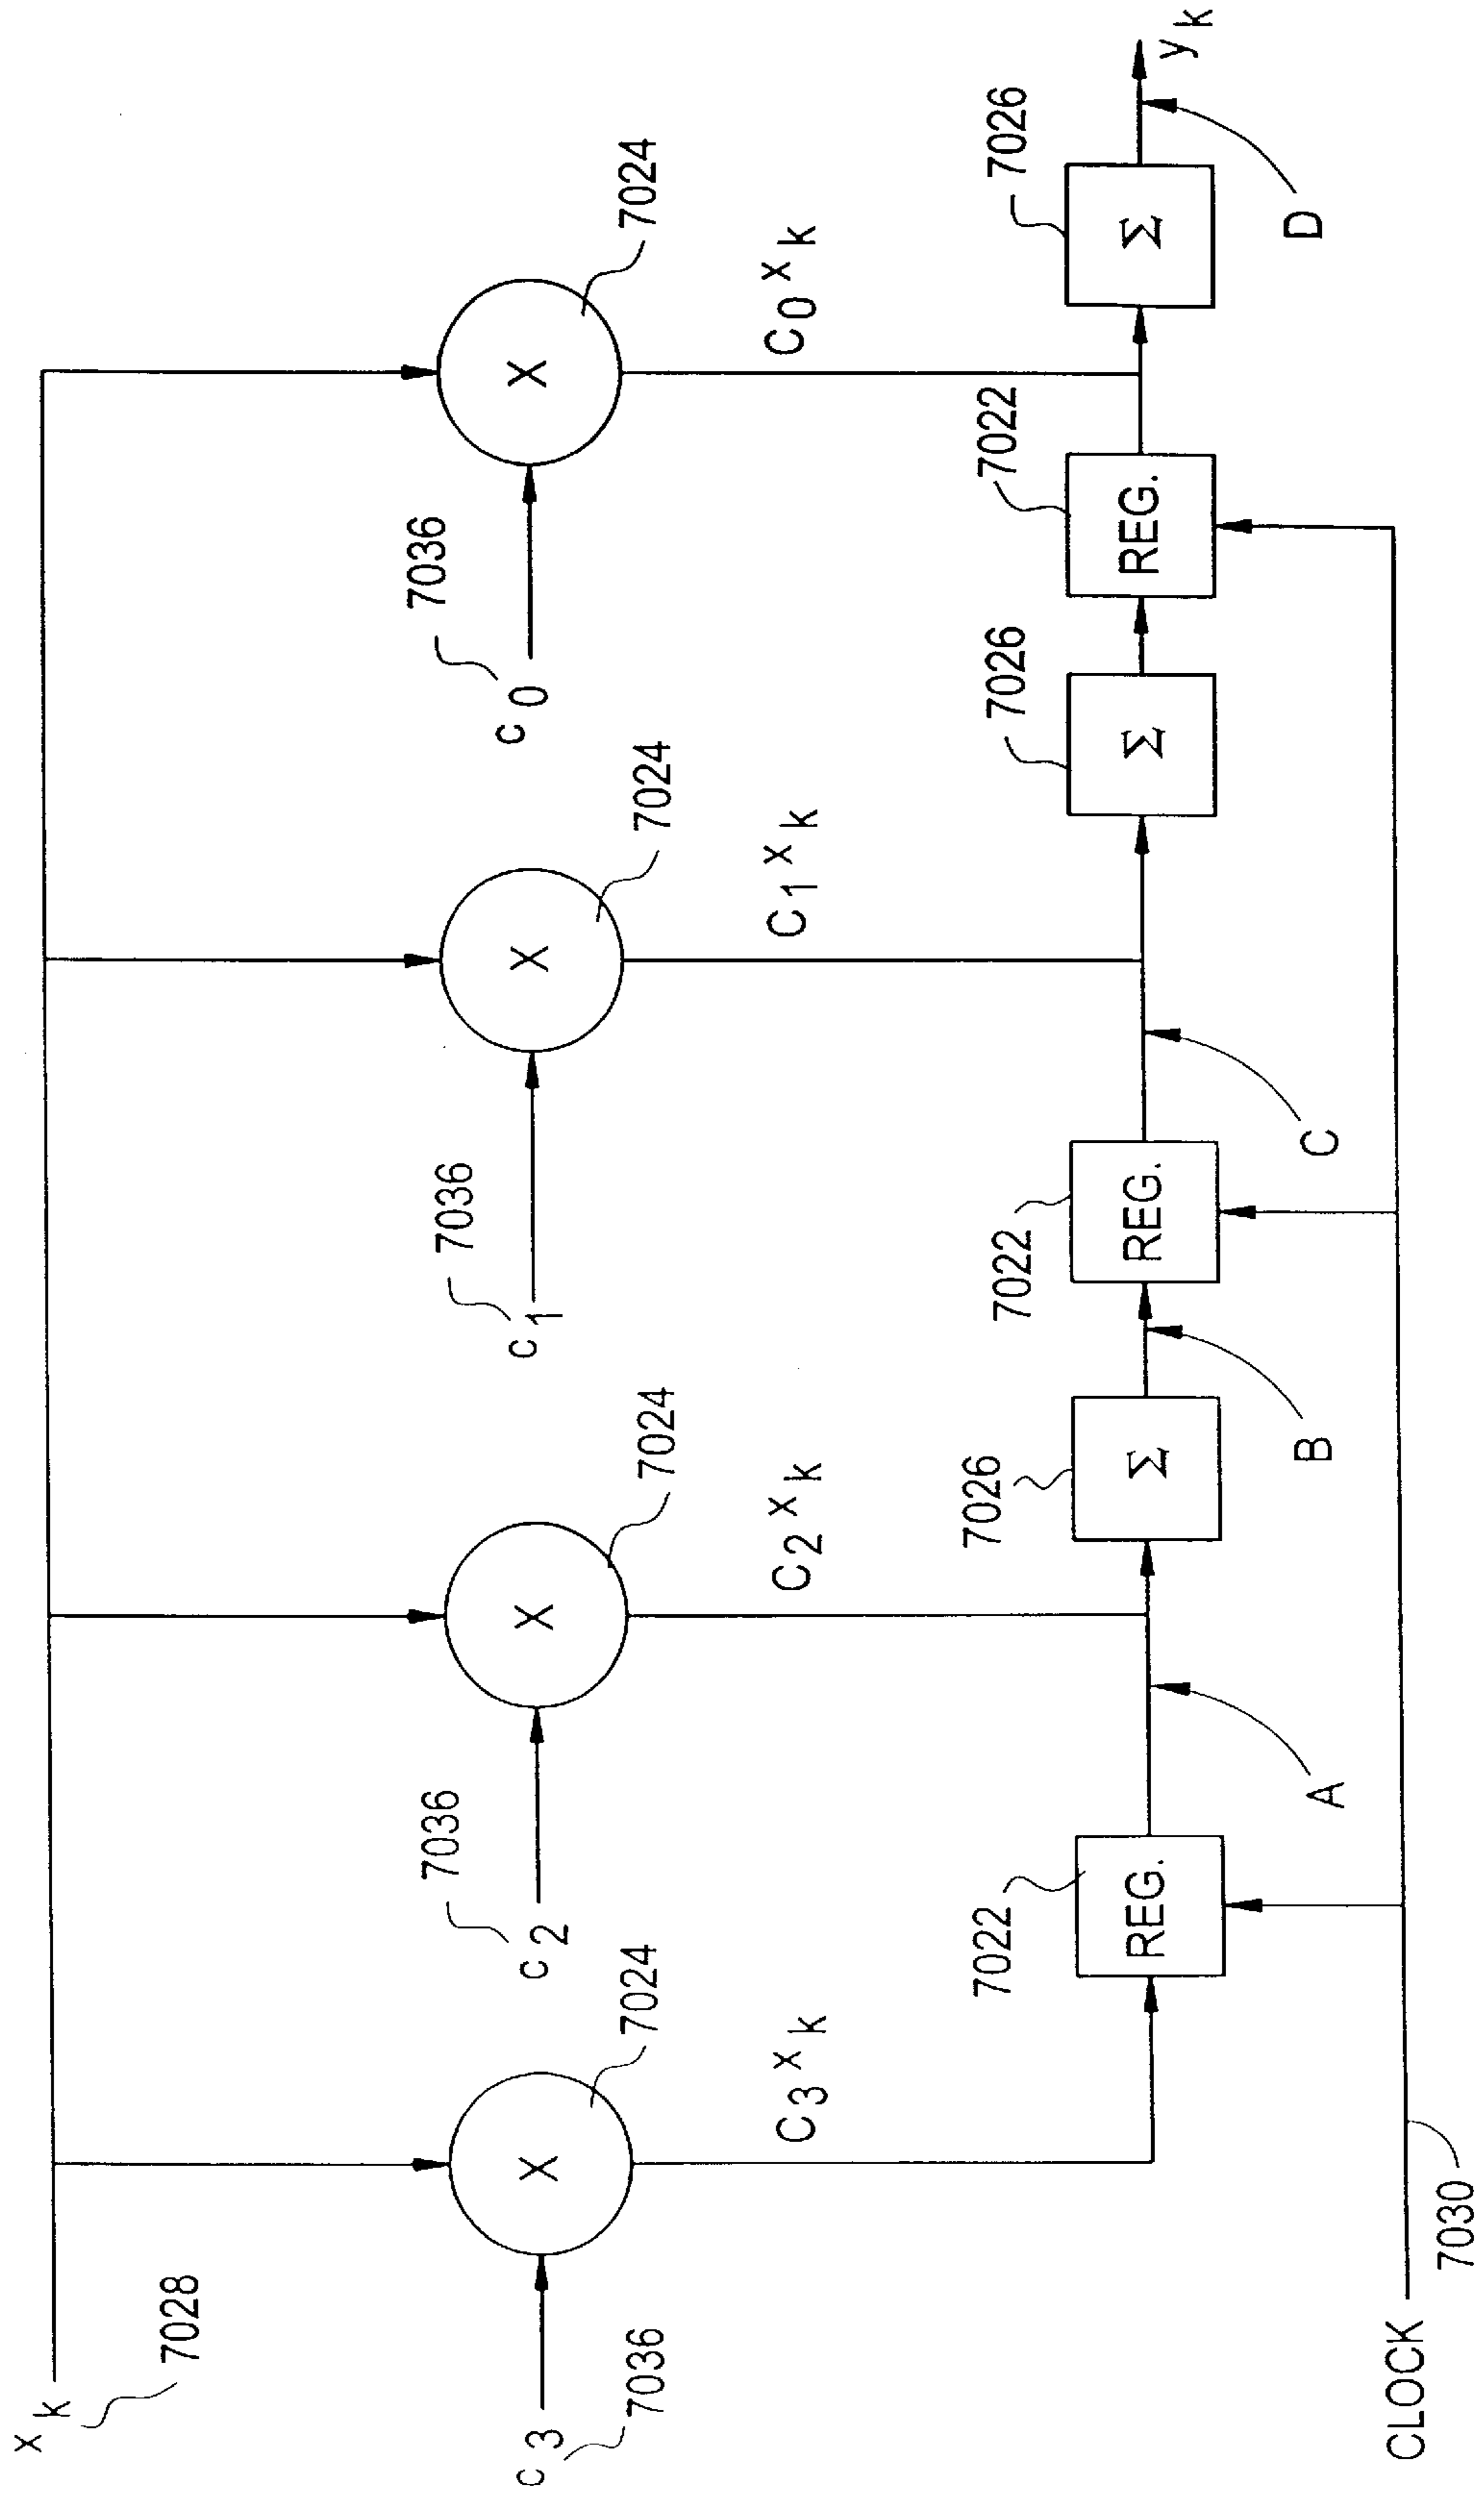 x k
7028
c 3
7036
7024
C3 x k
c 2
7036
7024
C2 x k
c 1
7036
7024
C1 x k
c 0
7036
7024
C0 x k
7022
REG.
A
7026
Σ
B
7022
REG.
C
7026
Σ
7022
REG.
7026
Σ
D
y k
CLOCK
7030
X
X
X
X